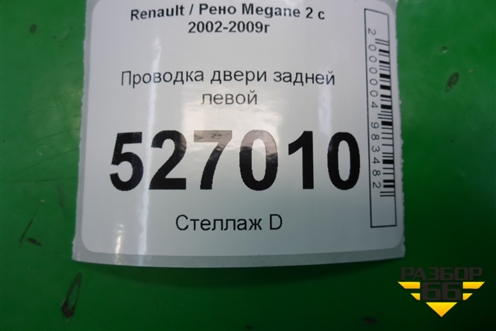 Renault / Рено Megane 2 с
2002-2009г
Проводка двери задней
левой
527010
Стеллаж D
2000004983482
РАЗБОР
66